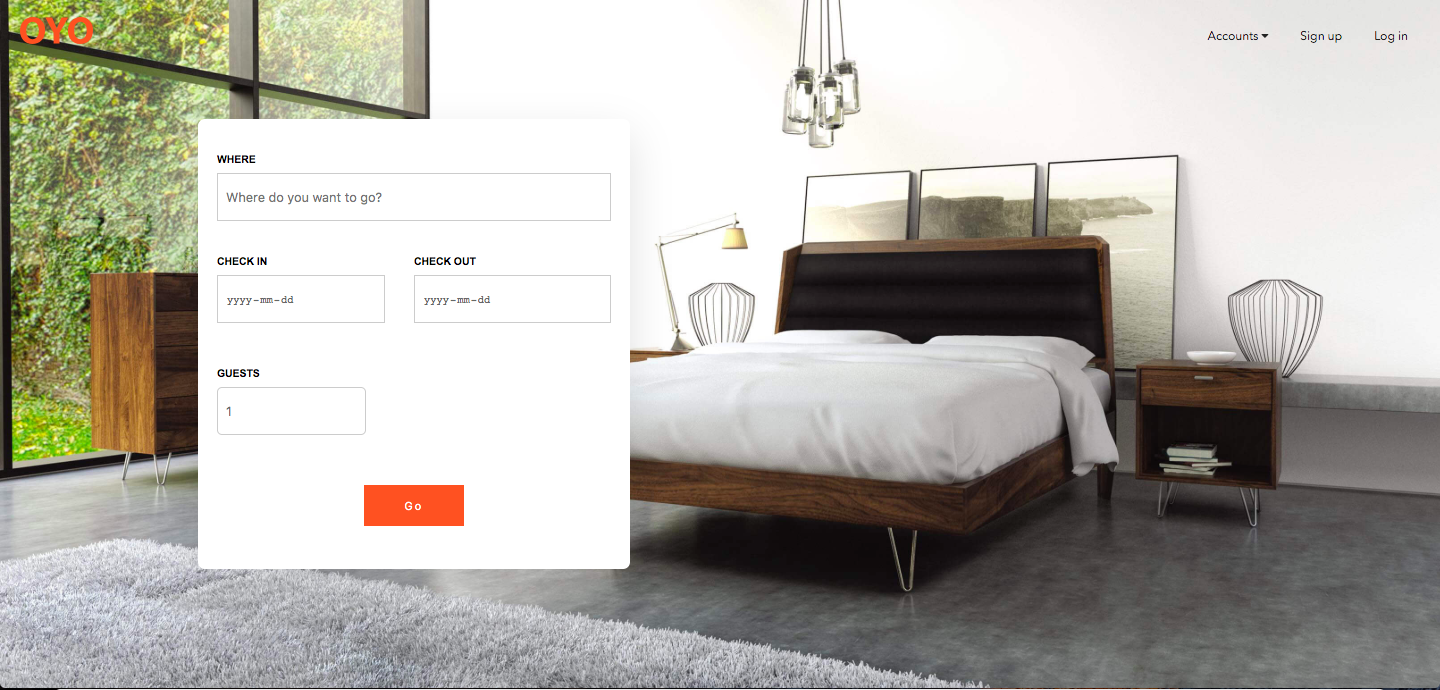 OYO
Accounts Sign up Log in
WHERE
Where do you want to go?
CHECK IN CHECK OUT
yyyy-mm-dd yyyy-mm-dd
GUESTS
1
Go